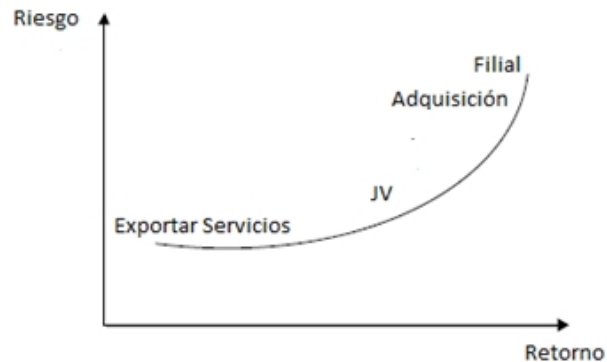 Riesgo
Filial
Adquisición
JV
Exportar Servicios
Retorno